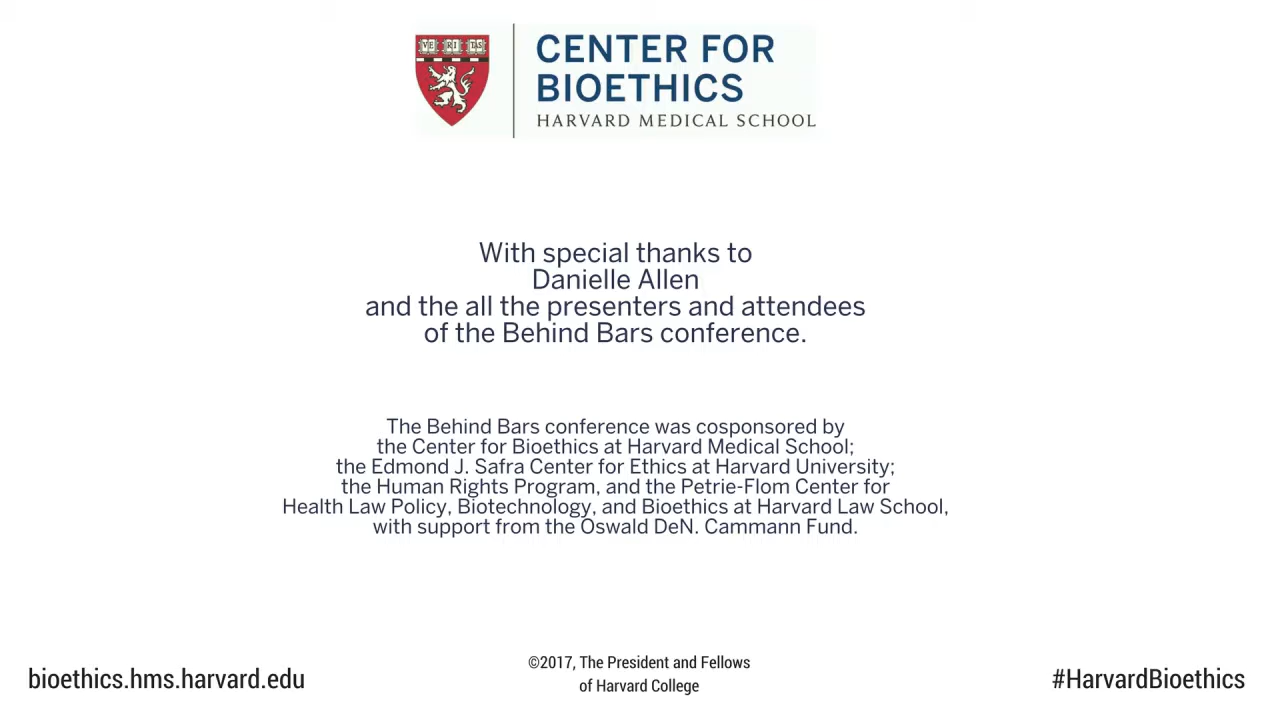 VE RI TAS
CENTER FOR
BIOETHICS
HARVARD MEDICAL SCHOOL
With special thanks to
Danielle Allen
and the all the presenters and attendees
of the Behind Bars conference.
The Behind Bars conference was cosponsored by
the Center for Bioethics at Harvard Medical School;
the Edmond J. Safra Center for Ethics at Harvard University;
the Human Rights Program, and the Petrie-Flom Center for
Health Law Policy, Biotechnology, and Bioethics at Harvard Law School,
with support from the Oswald DeN. Cammann Fund.
bioethics.hms.harvard.edu
©2017, The President and Fellows
of Harvard College
#HarvardBioethics